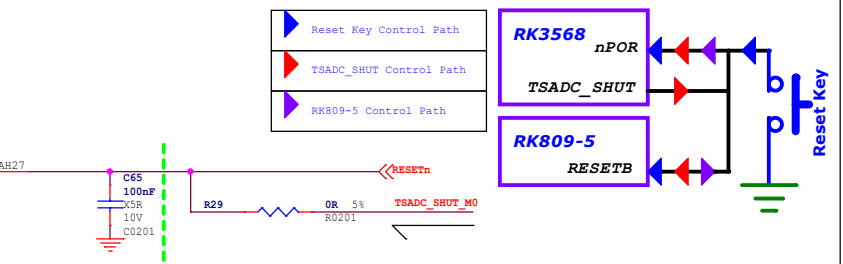 Reset Key Control Path
TSADC_SHUT Control Path
RK809-5 Control Path
RK3568
nPOR
TSADC_SHUT
RK809-5
RESETB
Reset Key
AH27
RESETn
C65
100nF
X5R
10V
C0201
R29
0R 5%
R0201
TSADC_SHUT_M0